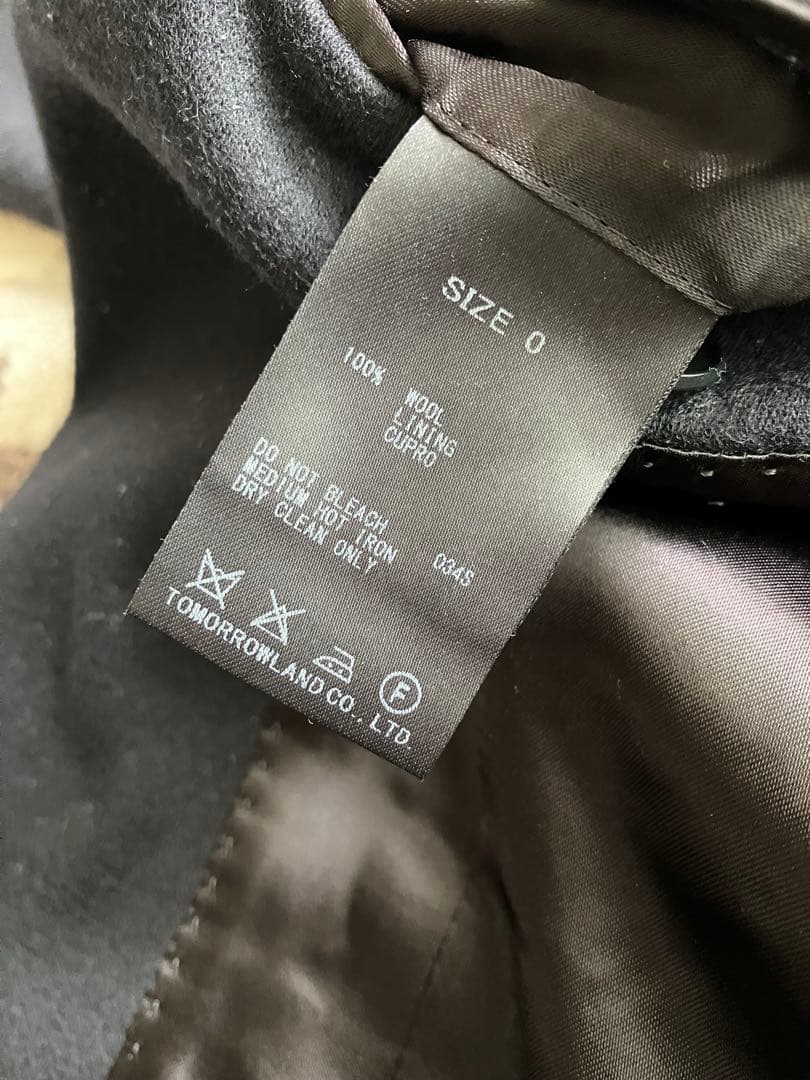 SIZE 0
100% WOOL
LINING
CUPRO
DO NOT BLEACH
MEDIUM HOT IRON
DRY CLEAN ONLY 034S
F
TOMORROWLAND CO., LTD.